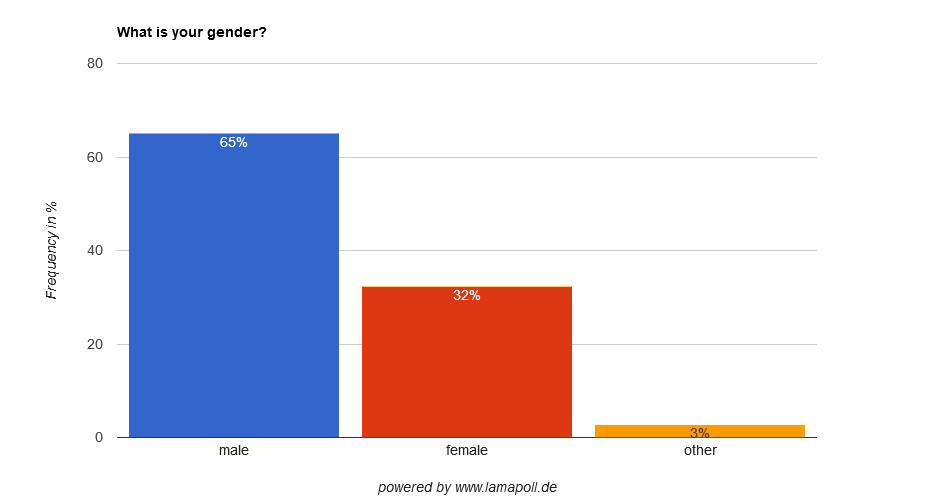 What is your gender?
80
60
40
20
0
Frequency in %
65%
32%
3%
male
female
other
powered by www.lamapoll.de